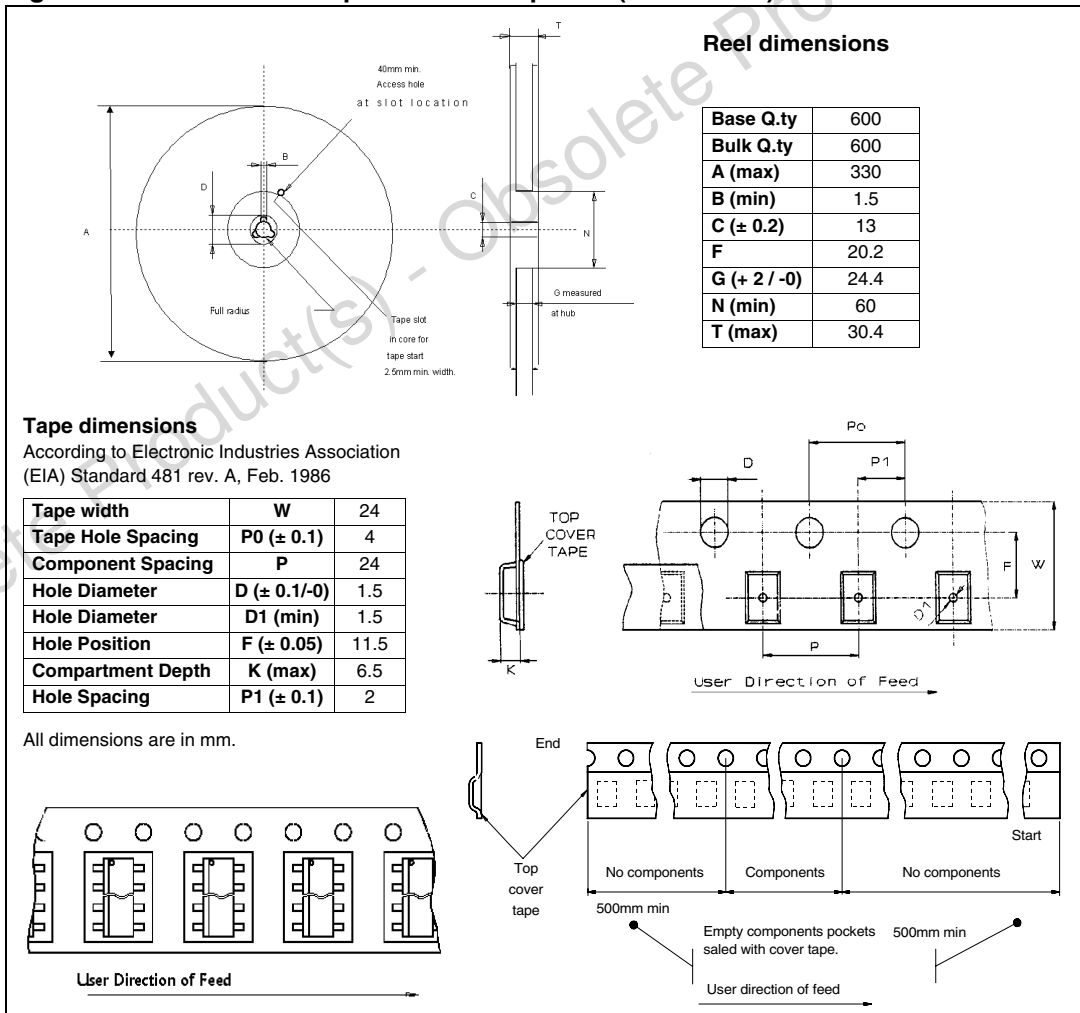 T
Reel dimensions
40mm min.
Access hole
at slot location
B
D
C
A
N
G measured
at hub
Full radius
Tape slot
in core for
tape start
2.5mm min. width.
Base Q.ty 600
Bulk Q.ty 600
A (max) 330
B (min) 1.5
C (± 0.2) 13
F 20.2
G (+ 2 / -0) 24.4
N (min) 60
T (max) 30.4
Tape dimensions
According to Electronic Industries Association
(EIA) Standard 481 rev. A, Feb. 1986
Tape width W 24
Tape Hole Spacing P0 (± 0.1) 4
Component Spacing P 24
Hole Diameter D (± 0.1/-0) 1.5
Hole Diameter D1 (min) 1.5
Hole Position F (± 0.05) 11.5
Compartment Depth K (max) 6.5
Hole Spacing P1 (± 0.1) 2
All dimensions are in mm.
TOP
COVER
TAPE
K
Po
D
P1
F
W
D1
P
User Direction of Feed
End
Start
Top
cover
tape
No components
Components
No components
500mm min
Empty components pockets
saled with cover tape.
500mm min
User direction of feed
User Direction of Feed
Product(s) - Obsolete